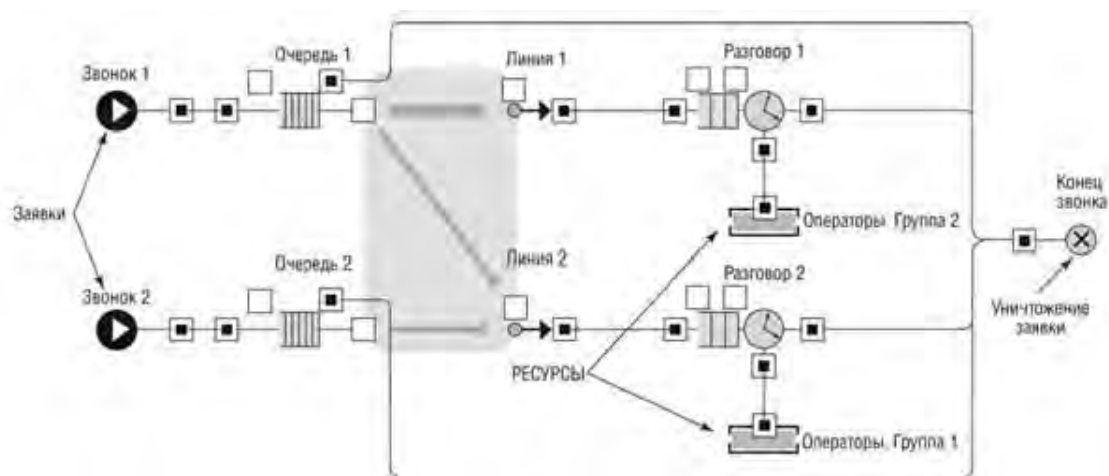 Очередь 1
Линия 1
Разговор 1
Звонок 1
Заявки
Операторы. Группа 2
Конец
звонка
Очередь 2
Линия 2
Разговор 2
Звонок 2
Уничтожение
заявки
РЕСУРСЫ
Операторы. Группа 1